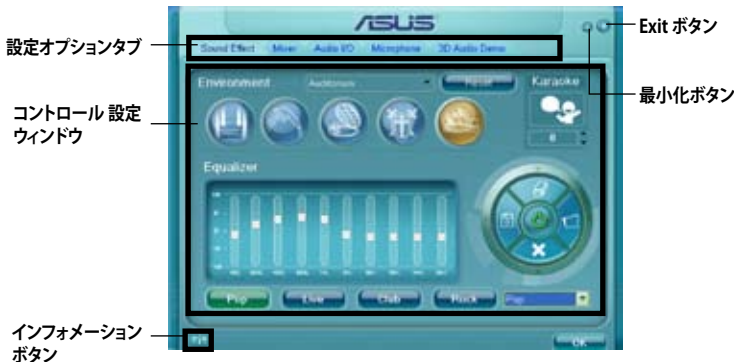 ASUS
Exit ボタン
設定オプションタブ
Sound Effect Mixer Audio I/O Microphone 3D Audio Demo
最小化ボタン
Environment Auditorium Reset Karaoke
コントロール 設定
ウィンドウ
Equalizer
Pop Live Club Rock Pop
インフォメーション
ボタン
OK